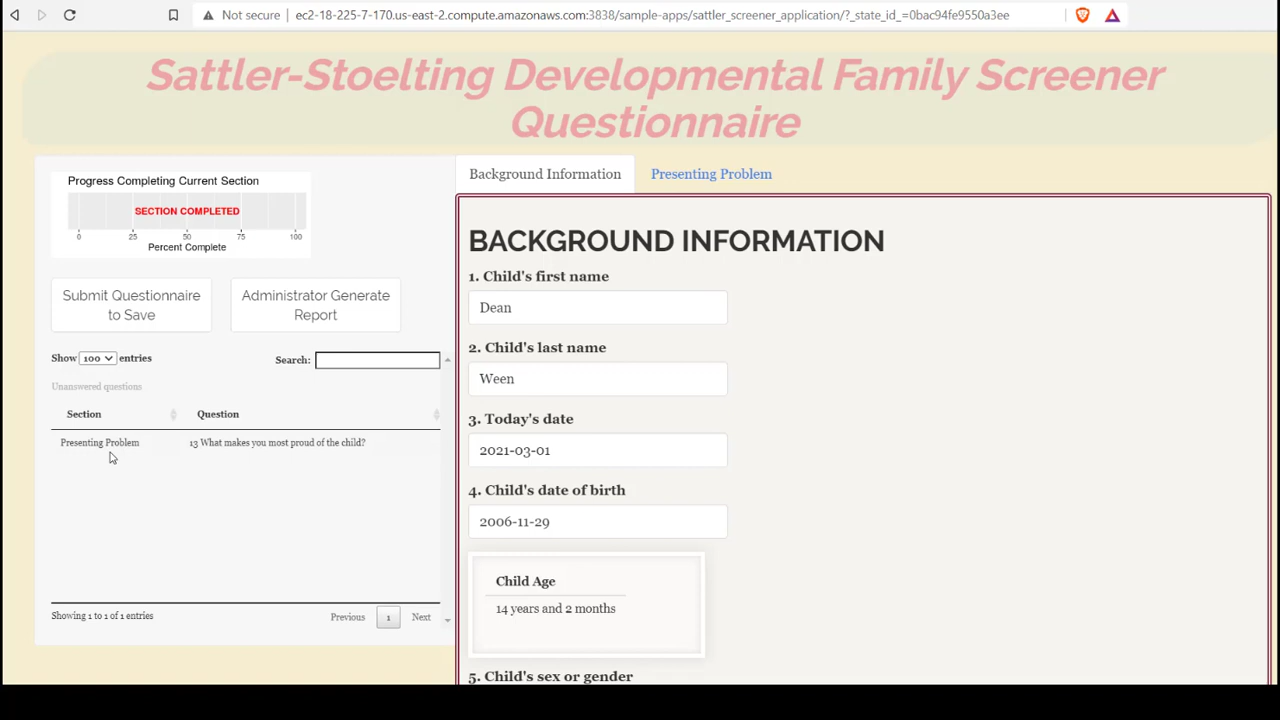 Not secure
ec2-18-225-7-170.us-east-2.compute.amazonaws.com:3838/sample-apps/sattler_screener_application/?_state_id_=0bac94fe9550a3ee
Sattler-Stoelting Developmental Family Screener
Questionnaire
Progress Completing Current Section
SECTION COMPLETED
0 25 50 75 100
Percent Complete
Submit Questionnaire
to Save
Administrator Generate
Report
Show 100 entries
Search:
Unanswered questions
Section Question
Presenting Problem 13 What makes you most proud of the child?
Showing 1 to 1 of 1 entries
Previous 1 Next
Background Information Presenting Problem
BACKGROUND INFORMATION
1. Child's first name
Dean
2. Child's last name
Ween
3. Today's date
2021-03-01
4. Child's date of birth
2006-11-29
Child Age
14 years and 2 months
5. Child's sex or gender